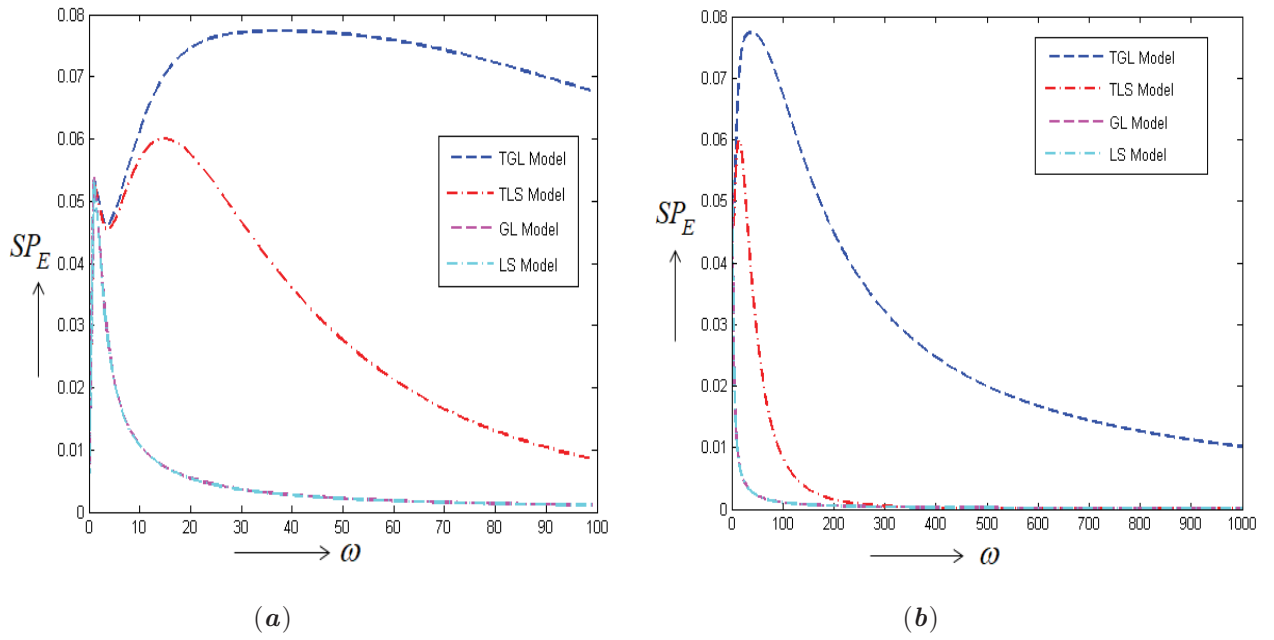 0.08
0.07
0.06
0.05
0.04
0.03
0.02
0.01
0
SP_E
TGL Model
TLS Model
GL Model
LS Model
0 10 20 30 40 50 60 70 80 90 100
ω
(a)
0.08
0.07
0.06
0.05
0.04
0.03
0.02
0.01
0
SP_E
TGL Model
TLS Model
GL Model
LS Model
0 100 200 300 400 500 600 700 800 900 1000
ω
(b)